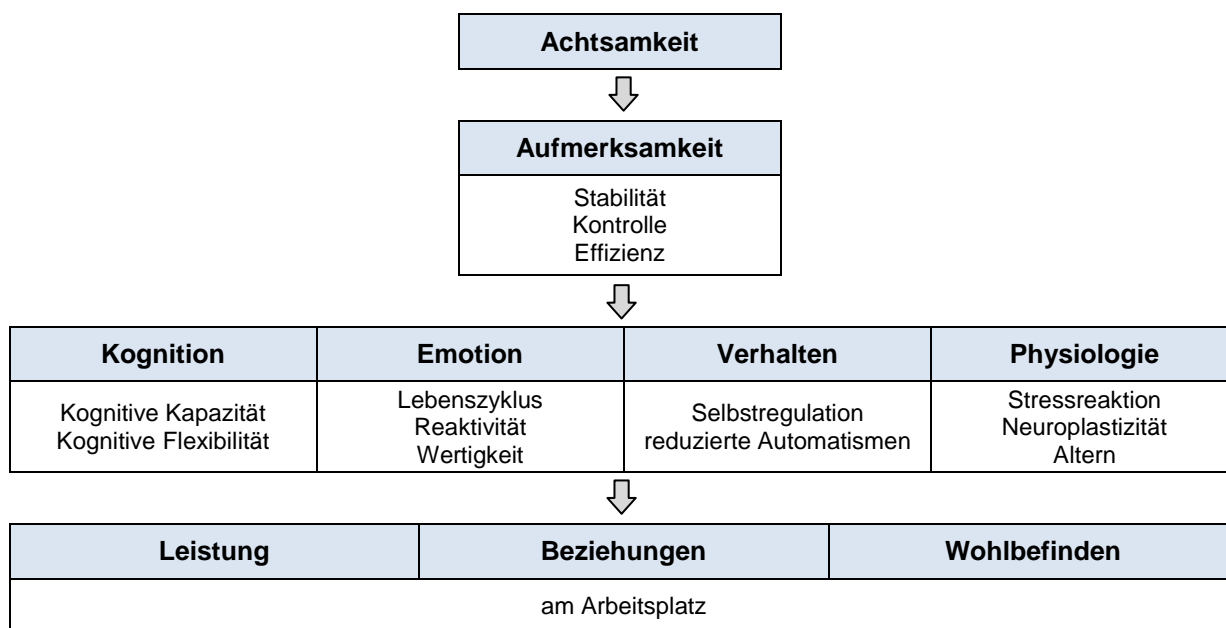 Achtsamkeit
Aufmerksamkeit
Stabilität
Kontrolle
Effizienz
Kognition
Kognitive Kapazität
Kognitive Flexibilität
Emotion
Lebenszyklus
Reaktivität
Wertigkeit
Verhalten
Selbstregulation
reduzierte Automatismen
Physiologie
Stressreaktion
Neuroplastizität
Altern
Leistung
Beziehungen
Wohlbefinden
am Arbeitsplatz